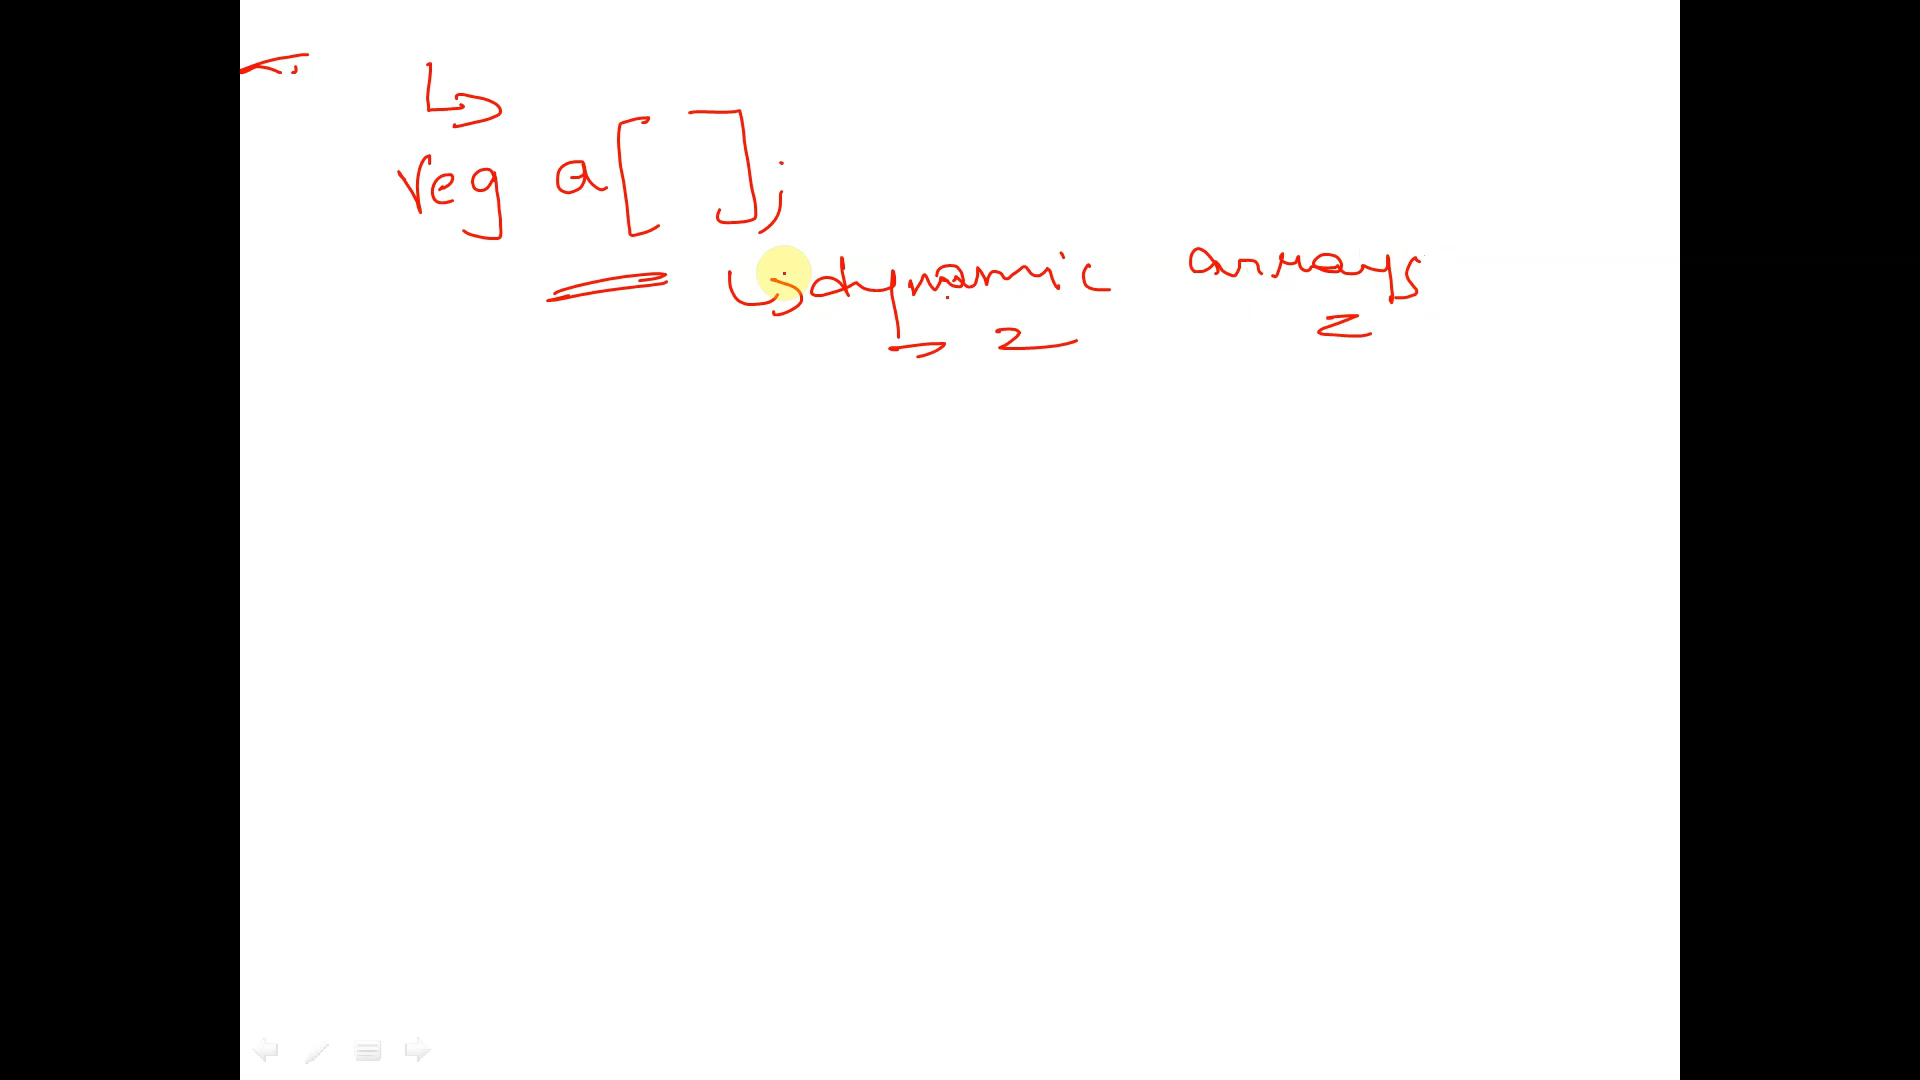 reg a[ ];
dynamic arrays